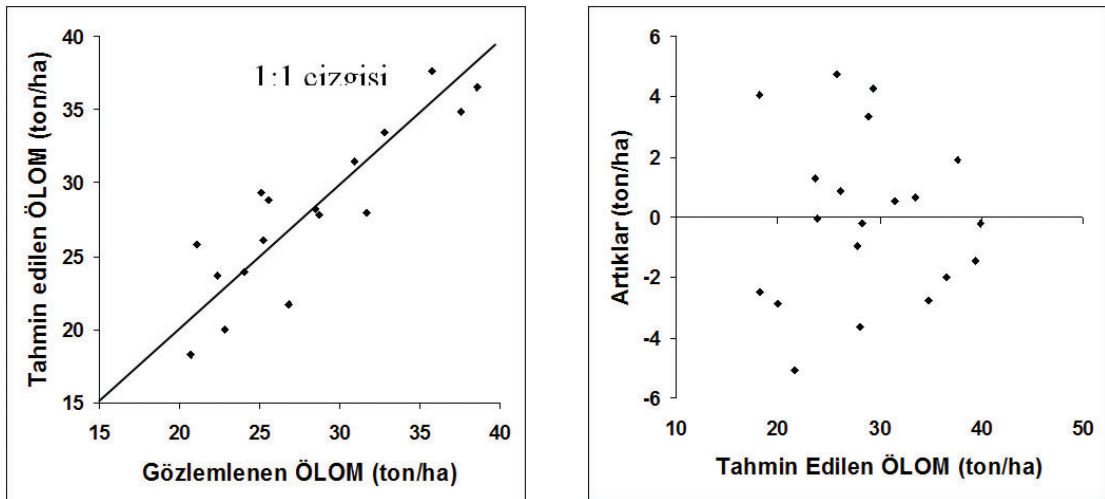 40
35
30
25
20
15
15 20 25 30 35 40
Tahmin edilen ÖLOM (ton/ha)
Gözlemlenen ÖLOM (ton/ha)
1:1 çizgisi
6
4
2
0
-2
-4
-6
10 20 30 40 50
Artıklar (ton/ha)
Tahmin Edilen ÖLOM (ton/ha)